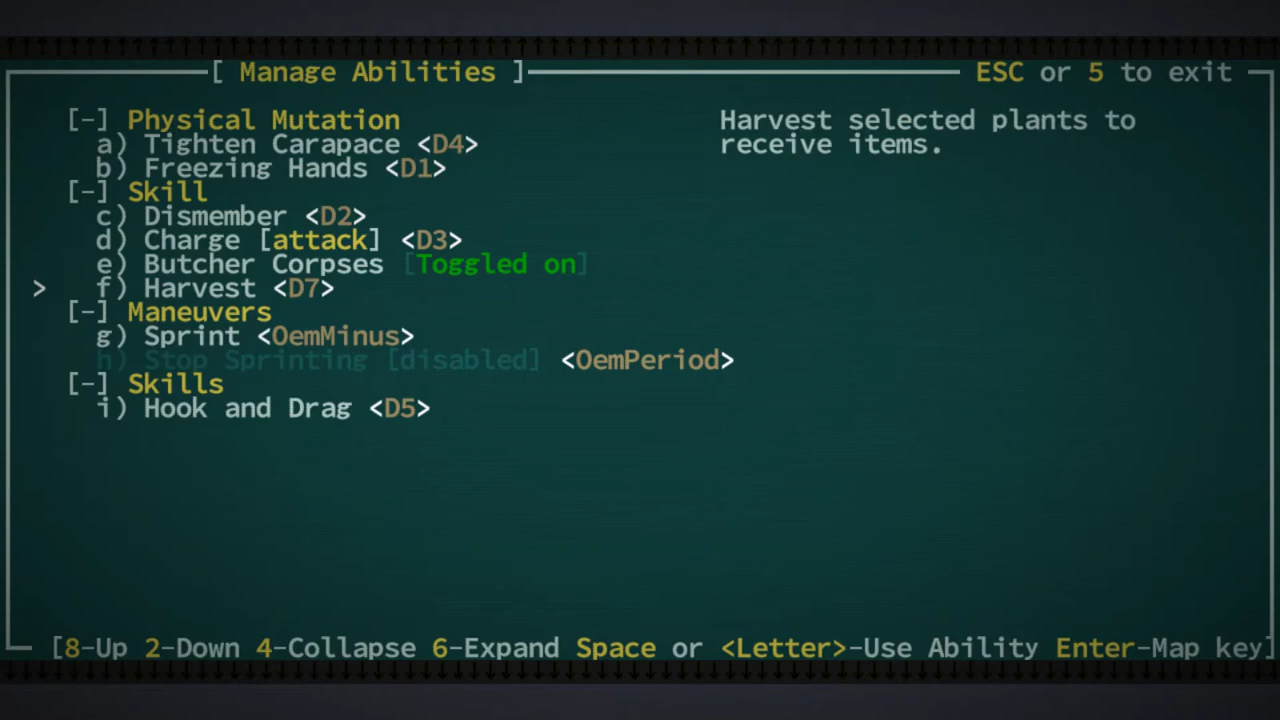 [ Manage Abilities ] ESC or 5 to exit
[-] Physical Mutation
a) Tighten Carapace <D4>
b) Freezing Hands <D1>
[-] Skill
c) Dismember <D2>
d) Charge [attack] <D3>
e) Butcher Corpses [Toggled on]
> f) Harvest <D7>
[-] Maneuvers
g) Sprint <OemMinus>
h) Stop Sprinting [disabled] <OemPeriod>
[-] Skills
i) Hook and Drag <D5>
Harvest selected plants to
receive items.
[8-Up 2-Down 4-Collapse 6-Expand Space or <Letter>-Use Ability Enter-Map key]